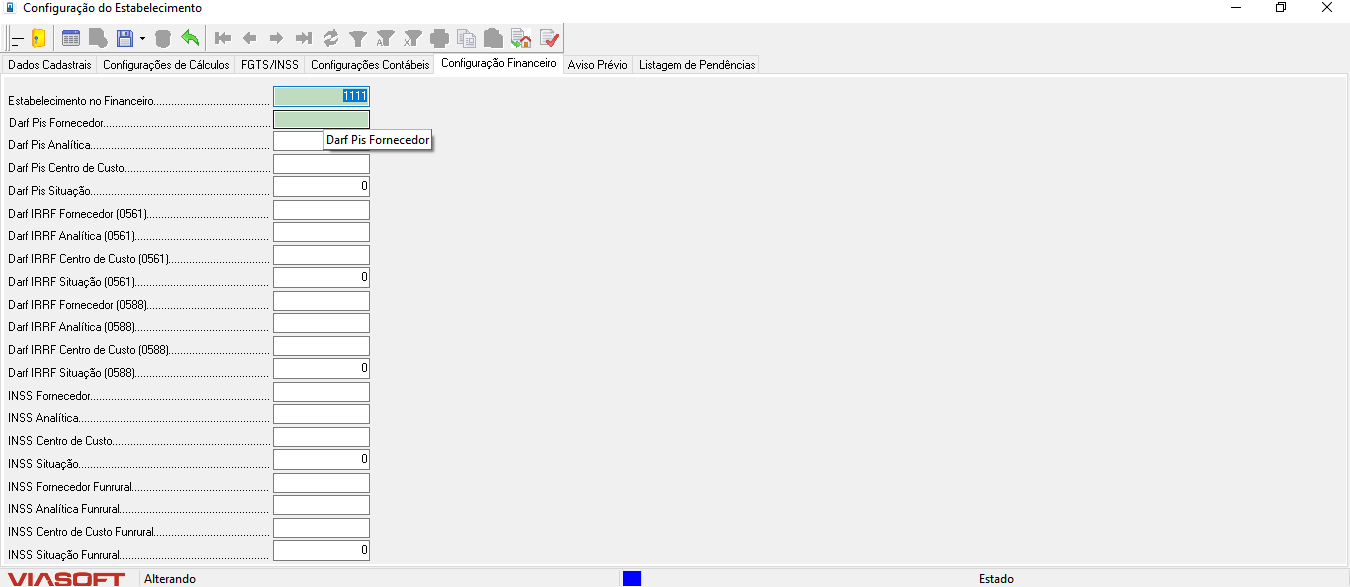 Configuração do Estabelecimento
Dados Cadastrais Configurações de Cálculos FGTS/INSS Configurações Contábeis Configuração Financeiro Aviso Prévio Listagem de Pendências
Estabelecimento no Financeiro 1111
Darf Pis Fornecedor
Darf Pis Fornecedor
Darf Pis Analítica
Darf Pis Centro de Custo
Darf Pis Situação 0
Darf IRRF Fornecedor (0561)
Darf IRRF Analítica (0561)
Darf IRRF Centro de Custo (0561)
Darf IRRF Situação (0561) 0
Darf IRRF Fornecedor (0588)
Darf IRRF Analítica (0588)
Darf IRRF Centro de Custo (0588)
Darf IRRF Situação (0588) 0
INSS Fornecedor
INSS Analítica
INSS Centro de Custo
INSS Situação 0
INSS Fornecedor Funrural
INSS Analítica Funrural
INSS Centro de Custo Funrural
INSS Situação Funrural 0
VIASOFT Alterando Estado